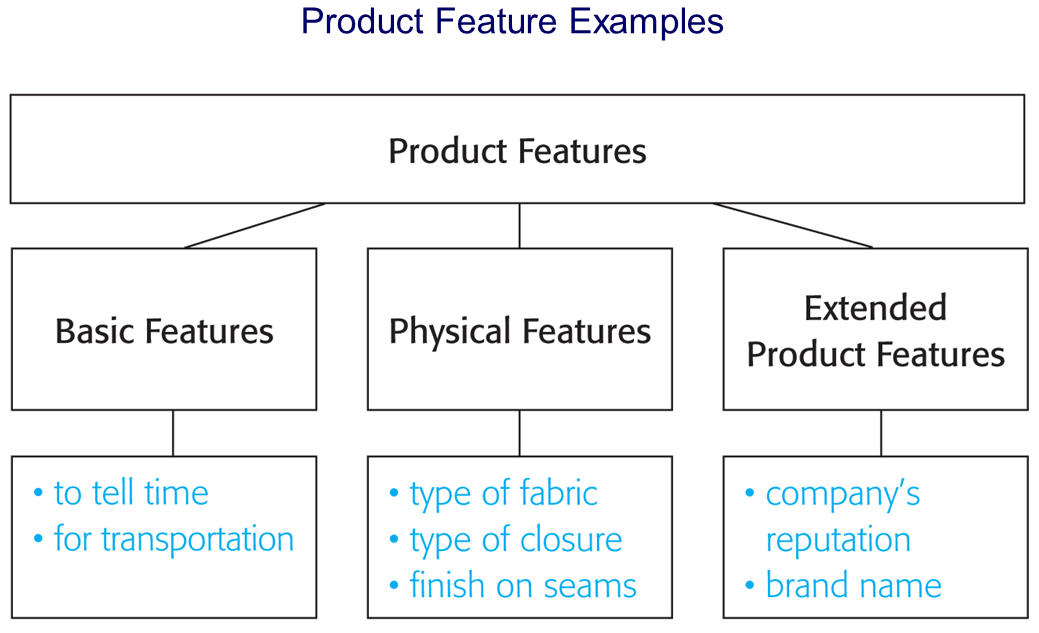 Product Feature Examples
Product Features
Basic Features
Physical Features
Extended
Product Features
• to tell time
• for transportation
• type of fabric
• type of closure
• finish on seams
• company’s
reputation
• brand name